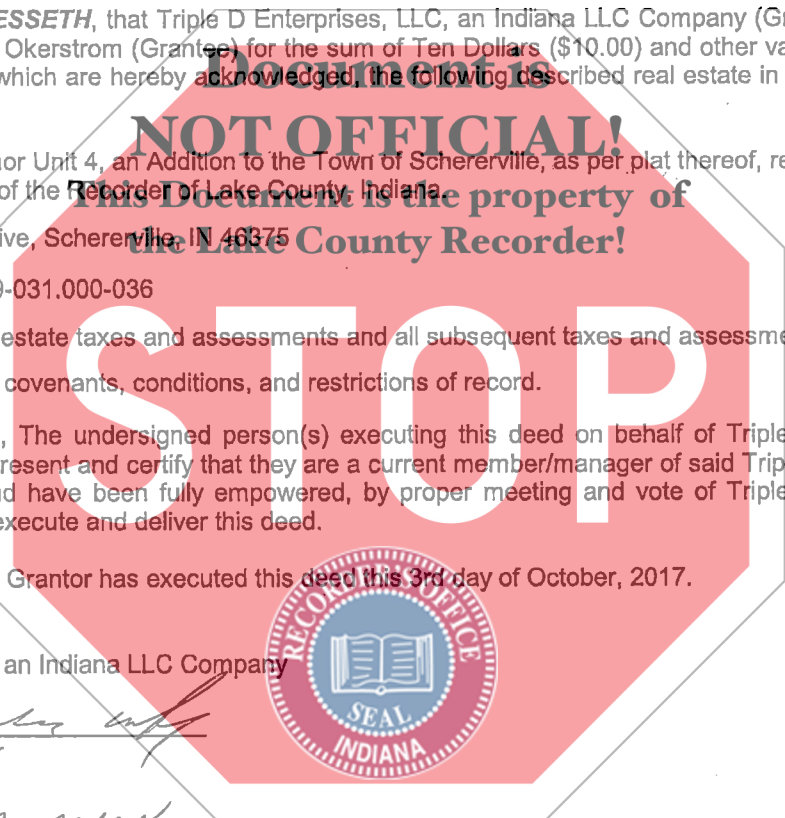 ESSETH, that Triple D Enterprises, LLC, an Indiana LLC Company (Gr
Okerstrom (Grantee) for the sum of Ten Dollars ($10.00) and other va
which are hereby acknowledged, the following described real estate in
Document is
NOT OFFICIAL!
This Document is the property of
the Lake County Recorder!
nor Unit 4, an Addition to the Town of Schererville, as per plat thereof, re
of the Recorder of Lake County, Indiana.
ive, Schererville, IN 46375
9-031.000-036
estate taxes and assessments and all subsequent taxes and assessme
covenants, conditions, and restrictions of record.
STOP
, The undersigned person(s) executing this deed on behalf of Triple
resent and certify that they are a current member/manager of said Trip
nd have been fully empowered, by proper meeting and vote of Triple
execute and deliver this deed.
Grantor has executed this deed this 3rd day of October, 2017.
an Indiana LLC Company
RECORDER'S OFFICE
SEAL
INDIANA